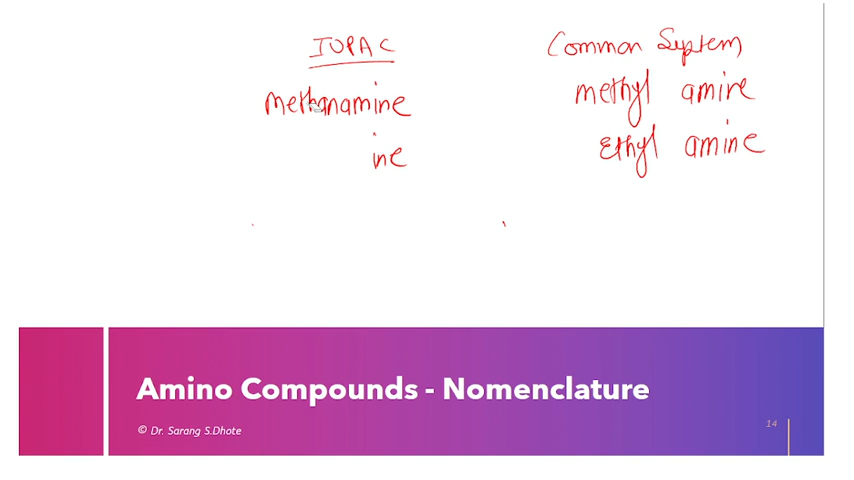 IUPAC Common System
methanamine methyl amine
ine Ethyl amine
Amino Compounds - Nomenclature
© Dr. Sarang S.Dhote
14